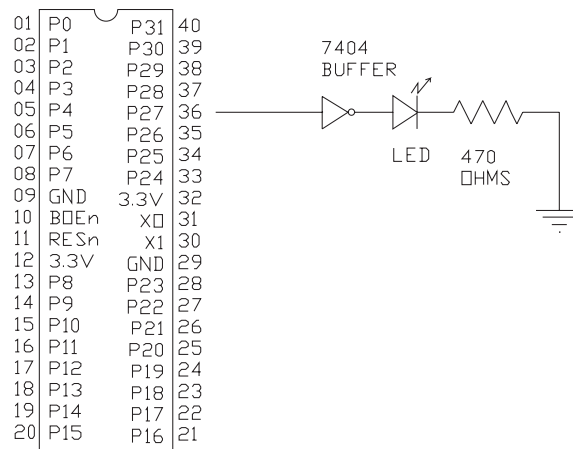 01 P0 P31 40
02 P1 P30 39
03 P2 P29 38
04 P3 P28 37
05 P4 P27 36
06 P5 P26 35
07 P6 P25 34
08 P7 P24 33
09 GND 3.3V 32
10 BOEn XO 31
11 RESn X1 30
12 3.3V GND 29
13 P8 P23 28
14 P9 P22 27
15 P10 P21 26
16 P11 P20 25
17 P12 P19 24
18 P13 P18 23
19 P14 P17 22
20 P15 P16 21
7404
BUFFER
LED
470
OHMS